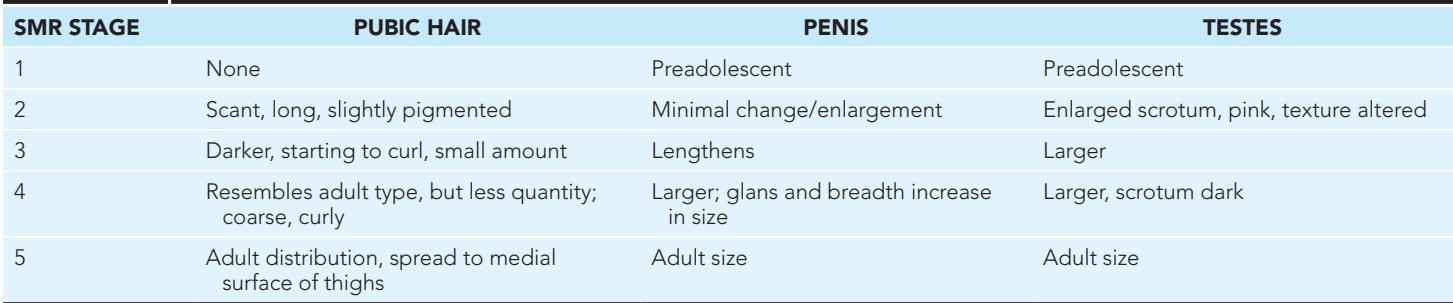 SMR STAGE PUBIC HAIR PENIS TESTES
1 None Preadolescent Preadolescent
2 Scant, long, slightly pigmented Minimal change/enlargement Enlarged scrotum, pink, texture altered
3 Darker, starting to curl, small amount Lengthens Larger
4 Resembles adult type, but less quantity; Larger; glans and breadth increase Larger, scrotum dark
coarse, curly in size
5 Adult distribution, spread to medial Adult size Adult size
surface of thighs